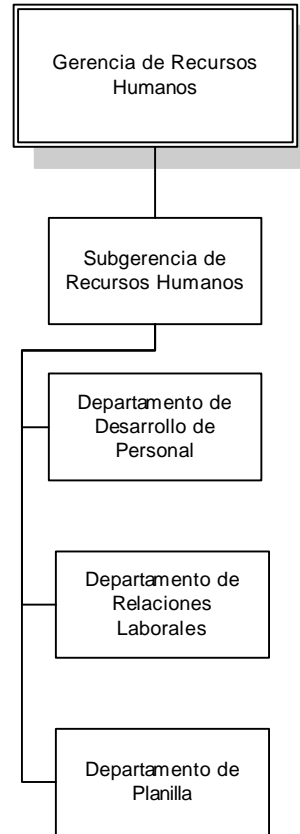 Gerencia de Recursos
Humanos
Subgerencia de
Recursos Humanos
Departamento de
Desarrollo de
Personal
Departamento de
Relaciones
Laborales
Departamento de
Planilla